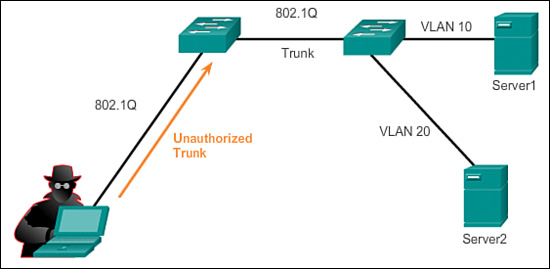 802.1Q
Trunk
VLAN 10
Server1
802.1Q
Unauthorized
Trunk
VLAN 20
Server2